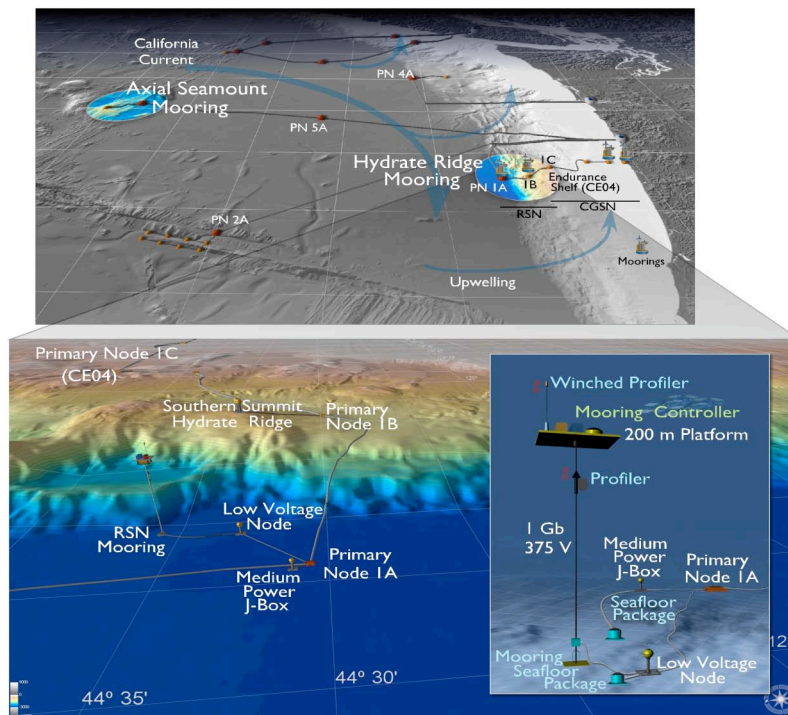 California
Current
PN 4A
Axial Seamount
Mooring
PN 5A
Hydrate Ridge
Mooring
1C
PN 1A
1B
Endurance
Shelf (CE04)
RSN
CGSN
PN 2A
Moorings
Upwelling
Primary Node 1C
(CE04)
Southern Summit
Hydrate Ridge
Primary
Node 1B
RSN
Mooring
Low Voltage
Node
Medium
Power
J-Box
Primary
Node 1A
44° 35'
44° 30'
Winched Profiler
Mooring Controller
200 m Platform
Profiler
1 Gb
375 V
Medium
Power
J-Box
Primary
Node 1A
Seafloor
Package
Mooring
Seafloor
Package
Low Voltage
Node